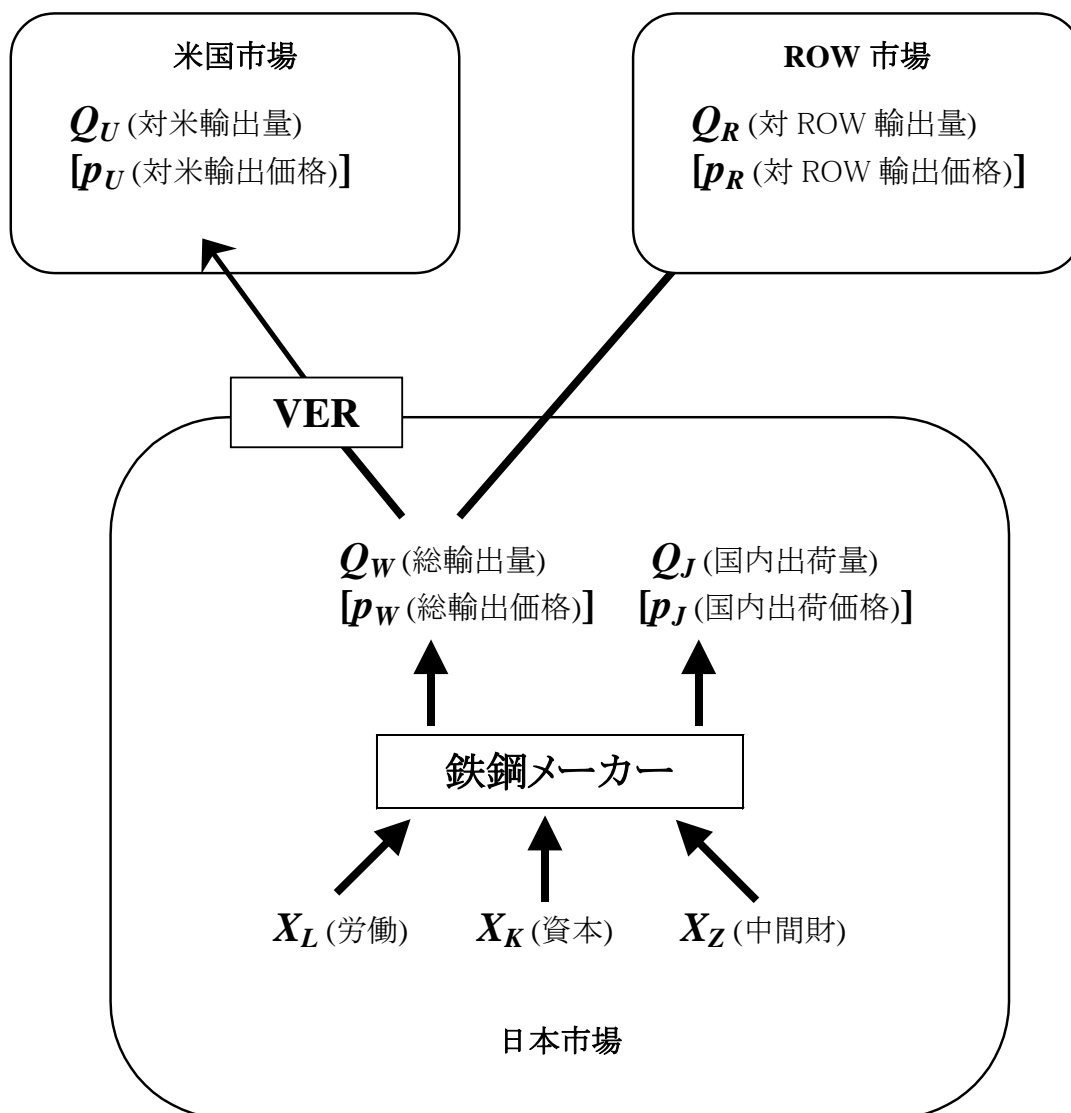 米国市場
Q_U (対米輸出量)
[p_U (対米輸出価格)]
ROW 市場
Q_R (対 ROW 輸出量)
[p_R (対 ROW 輸出価格)]
VER
Q_W (総輸出量)
[p_W (総輸出価格)]
Q_J (国内出荷量)
[p_J (国内出荷価格)]
鉄鋼メーカー
X_L (労働)
X_K (資本)
X_Z (中間財)
日本市場